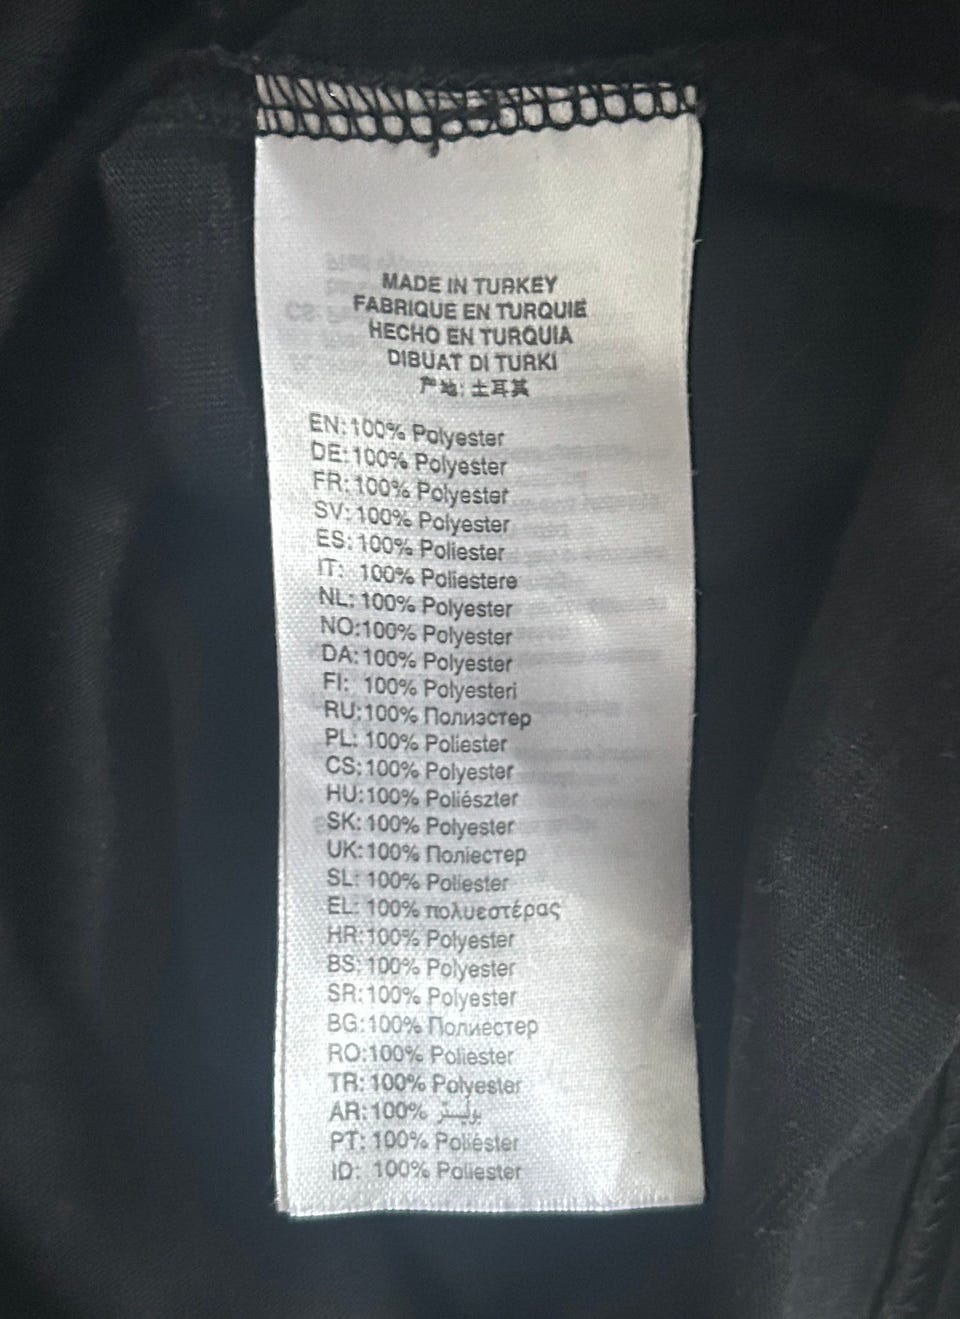 MADE IN TURKEY
FABRIQUE EN TURQUIE
HECHO EN TURQUIA
DIBUAT DI TURKI
产地: 土耳其
EN: 100% Polyester
DE: 100% Polyester
FR: 100% Polyester
SV: 100% Polyester
ES: 100% Poliester
IT: 100% Poliestere
NL: 100% Polyester
NO: 100% Polyester
DA: 100% Polyester
FI: 100% Polyesteri
RU: 100% Полиэстер
PL: 100% Poliester
CS: 100% Polyester
HU: 100% Poliészter
SK: 100% Polyester
UK: 100% Поліестер
SL: 100% Poliester
EL: 100% πολυεστέρας
HR: 100% Polyester
BS: 100% Polyester
SR: 100% Polyester
BG: 100% Полиестер
RO: 100% Poliester
TR: 100% Polyester
AR: 100%
PT: 100% Poliéster
ID: 100% Poliester